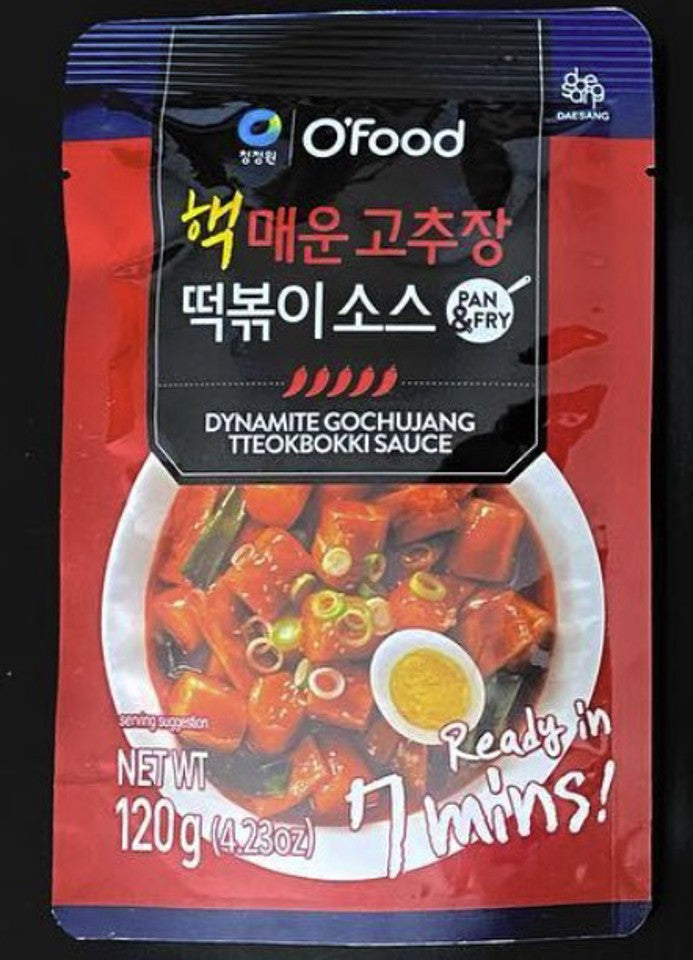 daesang
DAESANG
청정원 O'Food
핵 매운 고추장
떡볶이 소스 PAN & FRY
DYNAMITE GOCHUJANG
TTEOKBOKKI SAUCE
serving suggestion
Ready in
7 mins!
NET WT
120g (4.23oz)